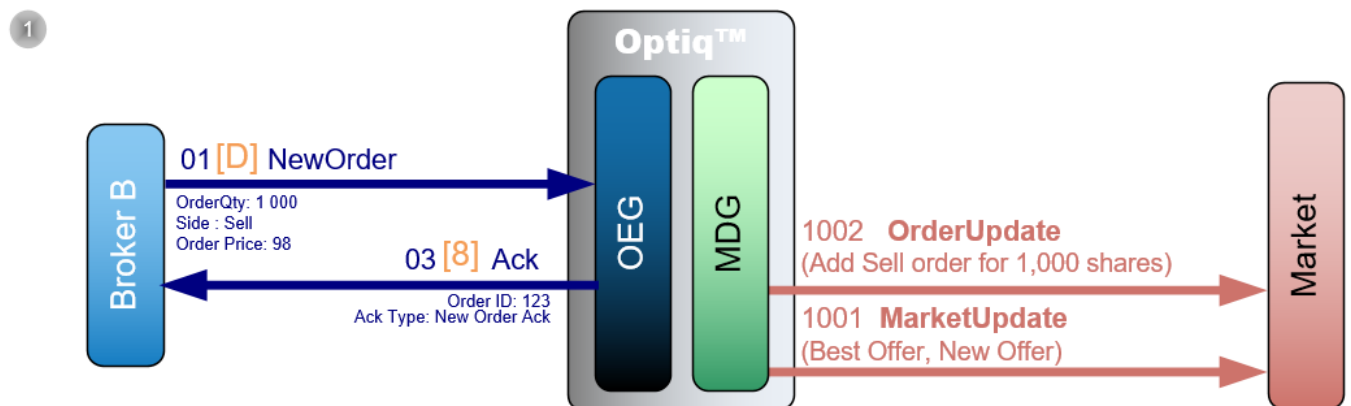 1
Optiq™
Broker B
01 [D] NewOrder
OrderQty: 1 000
Side : Sell
Order Price: 98
03 [8] Ack
Order ID: 123
Ack Type: New Order Ack
OEG
MDG
1002 OrderUpdate
(Add Sell order for 1,000 shares)
1001 MarketUpdate
(Best Offer, New Offer)
Market